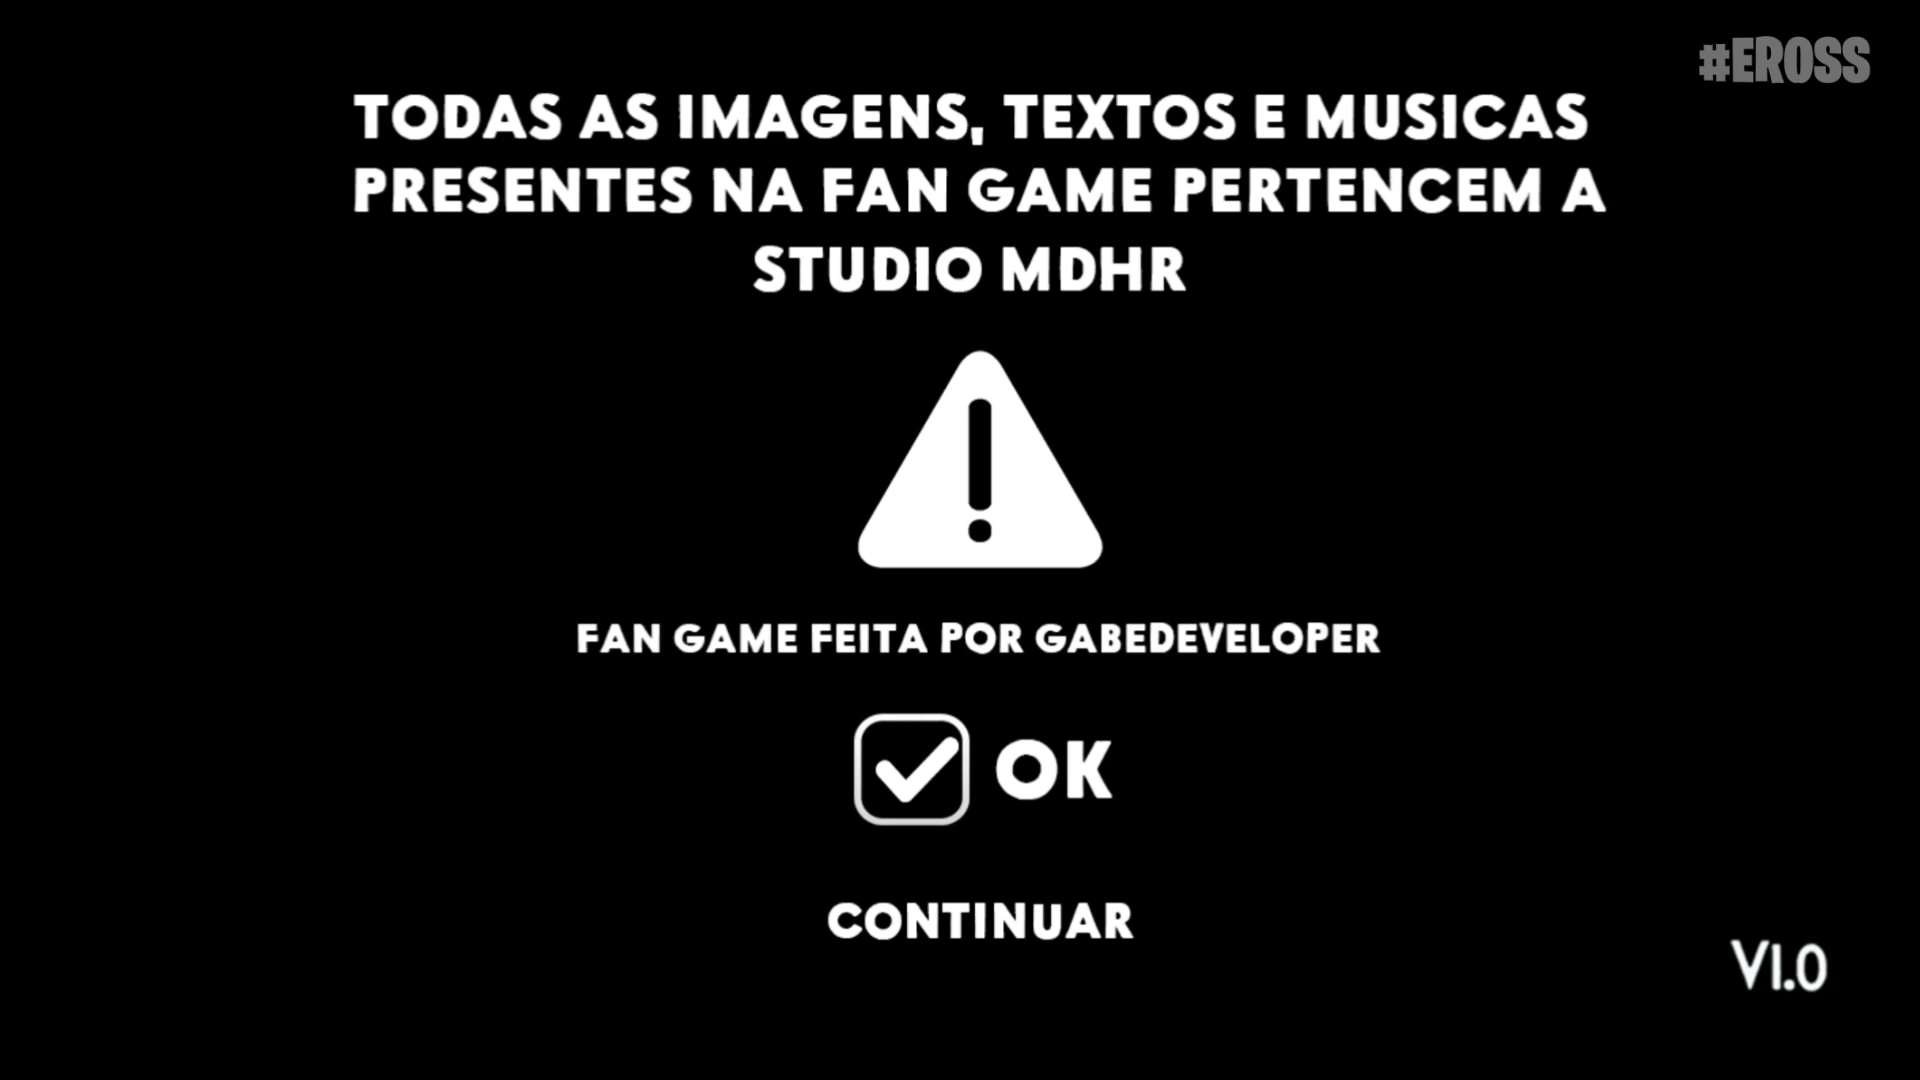 #EROSS
TODAS AS IMAGENS, TEXTOS E MUSICAS
PRESENTES NA FAN GAME PERTENCEM A
STUDIO MDHR
FAN GAME FEITA POR GABEDEVELOPER
OK
CONTINUAR
V1.0